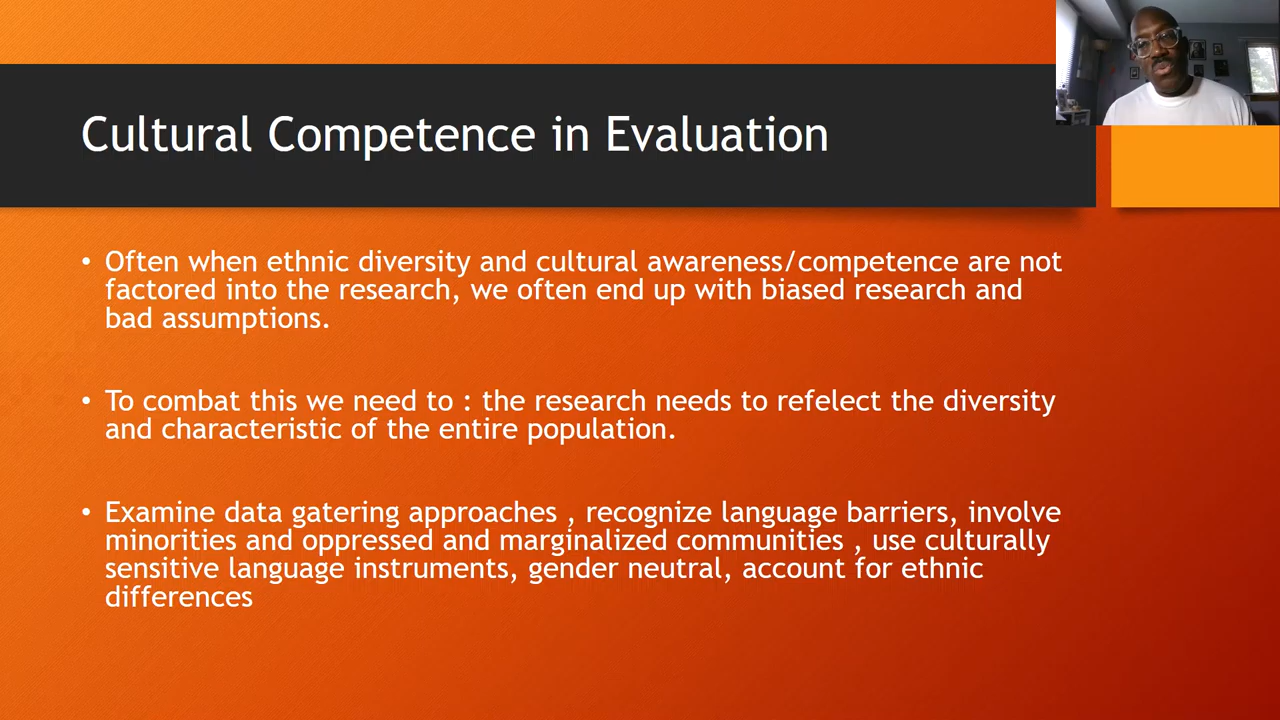 Cultural Competence in Evaluation
• Often when ethnic diversity and cultural awareness/competence are not
factored into the research, we often end up with biased research and
bad assumptions.
• To combat this we need to : the research needs to refelect the diversity
and characteristic of the entire population.
• Examine data gatering approaches , recognize language barriers, involve
minorities and oppressed and marginalized communities , use culturally
sensitive language instruments, gender neutral, account for ethnic
differences